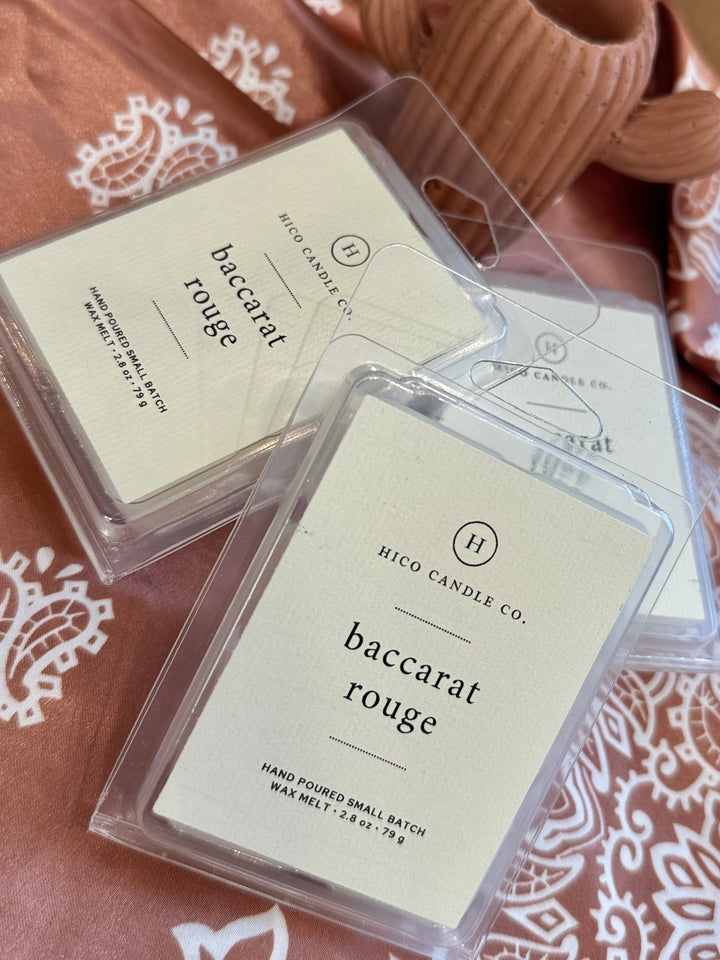 H
HICO CANDLE CO.
baccarat
rouge
HAND POURED SMALL BATCH
WAX MELT • 2.8 oz • 79 g
H
HICO CANDLE CO.
baccarat
rouge
HAND POURED SMALL BATCH
WAX MELT • 2.8 oz • 79 g
H
HICO CANDLE CO.